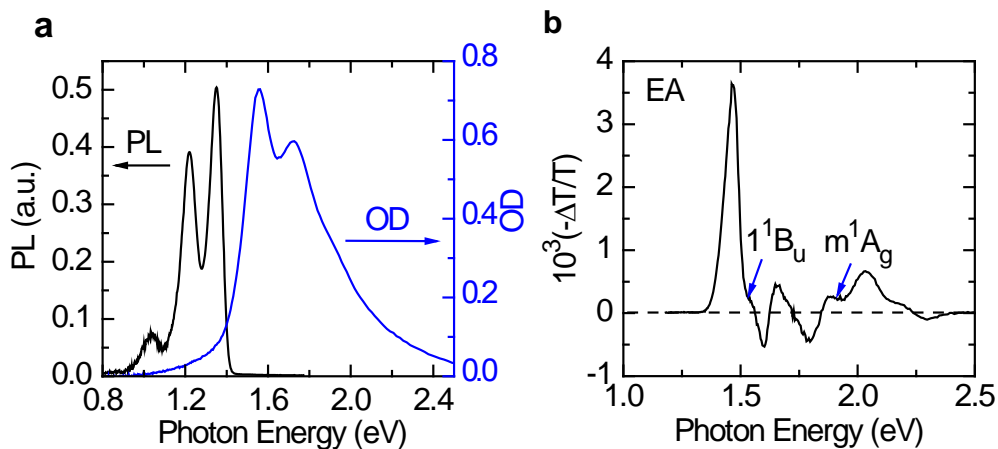 a
PL (a.u.)
0.5
0.4
0.3
0.2
0.1
0.0
PL
OD
0.8
0.6
0.4
0.2
0.0
OD
0.8 1.2 1.6 2.0 2.4
Photon Energy (eV)
b
10³(-ΔT/T)
4
3
2
1
0
-1
EA
1¹Bᵤ
m¹A_g
1.0 1.5 2.0 2.5
Photon Energy (eV)